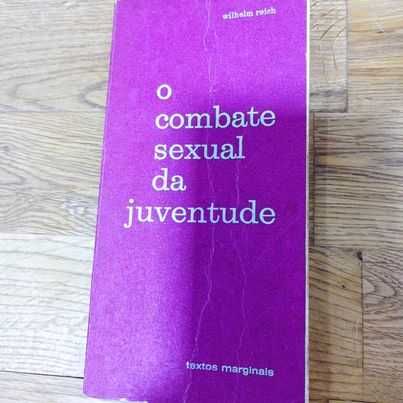 wilhelm reich
o
combate
sexual
da
juventude
textos marginais